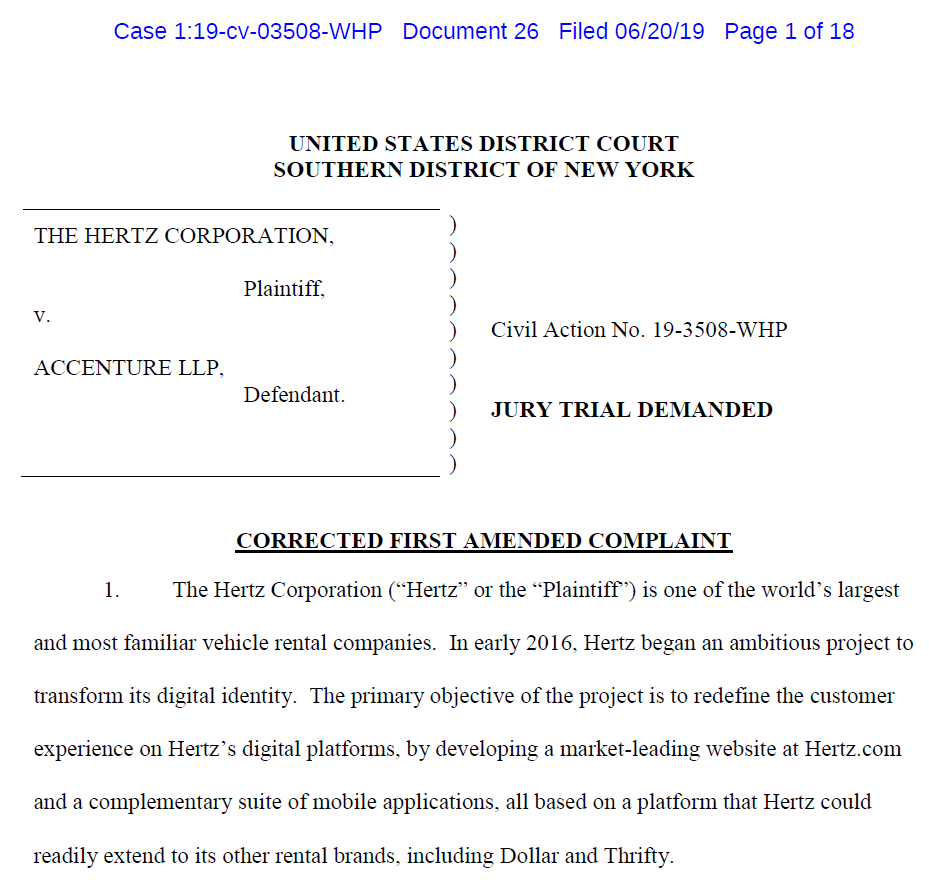 Case 1:19-cv-03508-WHP Document 26 Filed 06/20/19 Page 1 of 18
UNITED STATES DISTRICT COURT
SOUTHERN DISTRICT OF NEW YORK
THE HERTZ CORPORATION,
Plaintiff,
v.
ACCENTURE LLP,
Defendant.
)
)
)
)
)
)
)
)
)
)
Civil Action No. 19-3508-WHP
JURY TRIAL DEMANDED
CORRECTED FIRST AMENDED COMPLAINT
1. The Hertz Corporation (“Hertz” or the “Plaintiff”) is one of the world’s largest
and most familiar vehicle rental companies. In early 2016, Hertz began an ambitious project to
transform its digital identity. The primary objective of the project is to redefine the customer
experience on Hertz’s digital platforms, by developing a market-leading website at Hertz.com
and a complementary suite of mobile applications, all based on a platform that Hertz could
readily extend to its other rental brands, including Dollar and Thrifty.